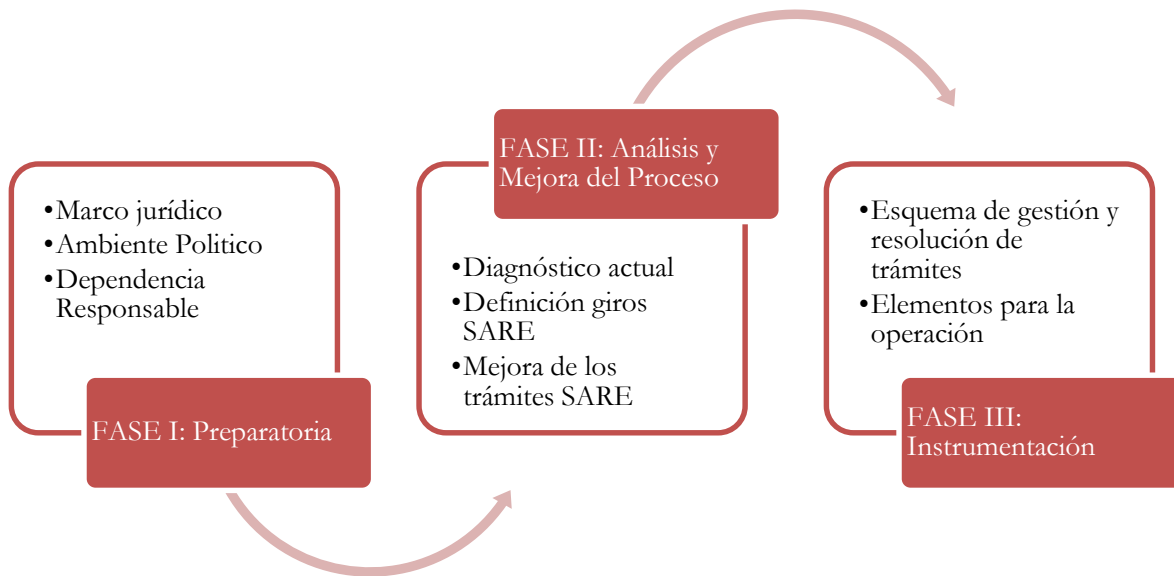 •Marco jurídico
•Ambiente Politico
•Dependencia
Responsable
FASE I: Preparatoria
FASE II: Análisis y
Mejora del Proceso
•Diagnóstico actual
•Definición giros
SARE
•Mejora de los
trámites SARE
•Esquema de gestión y
resolución de
trámites
•Elementos para la
operación
FASE III:
Instrumentación